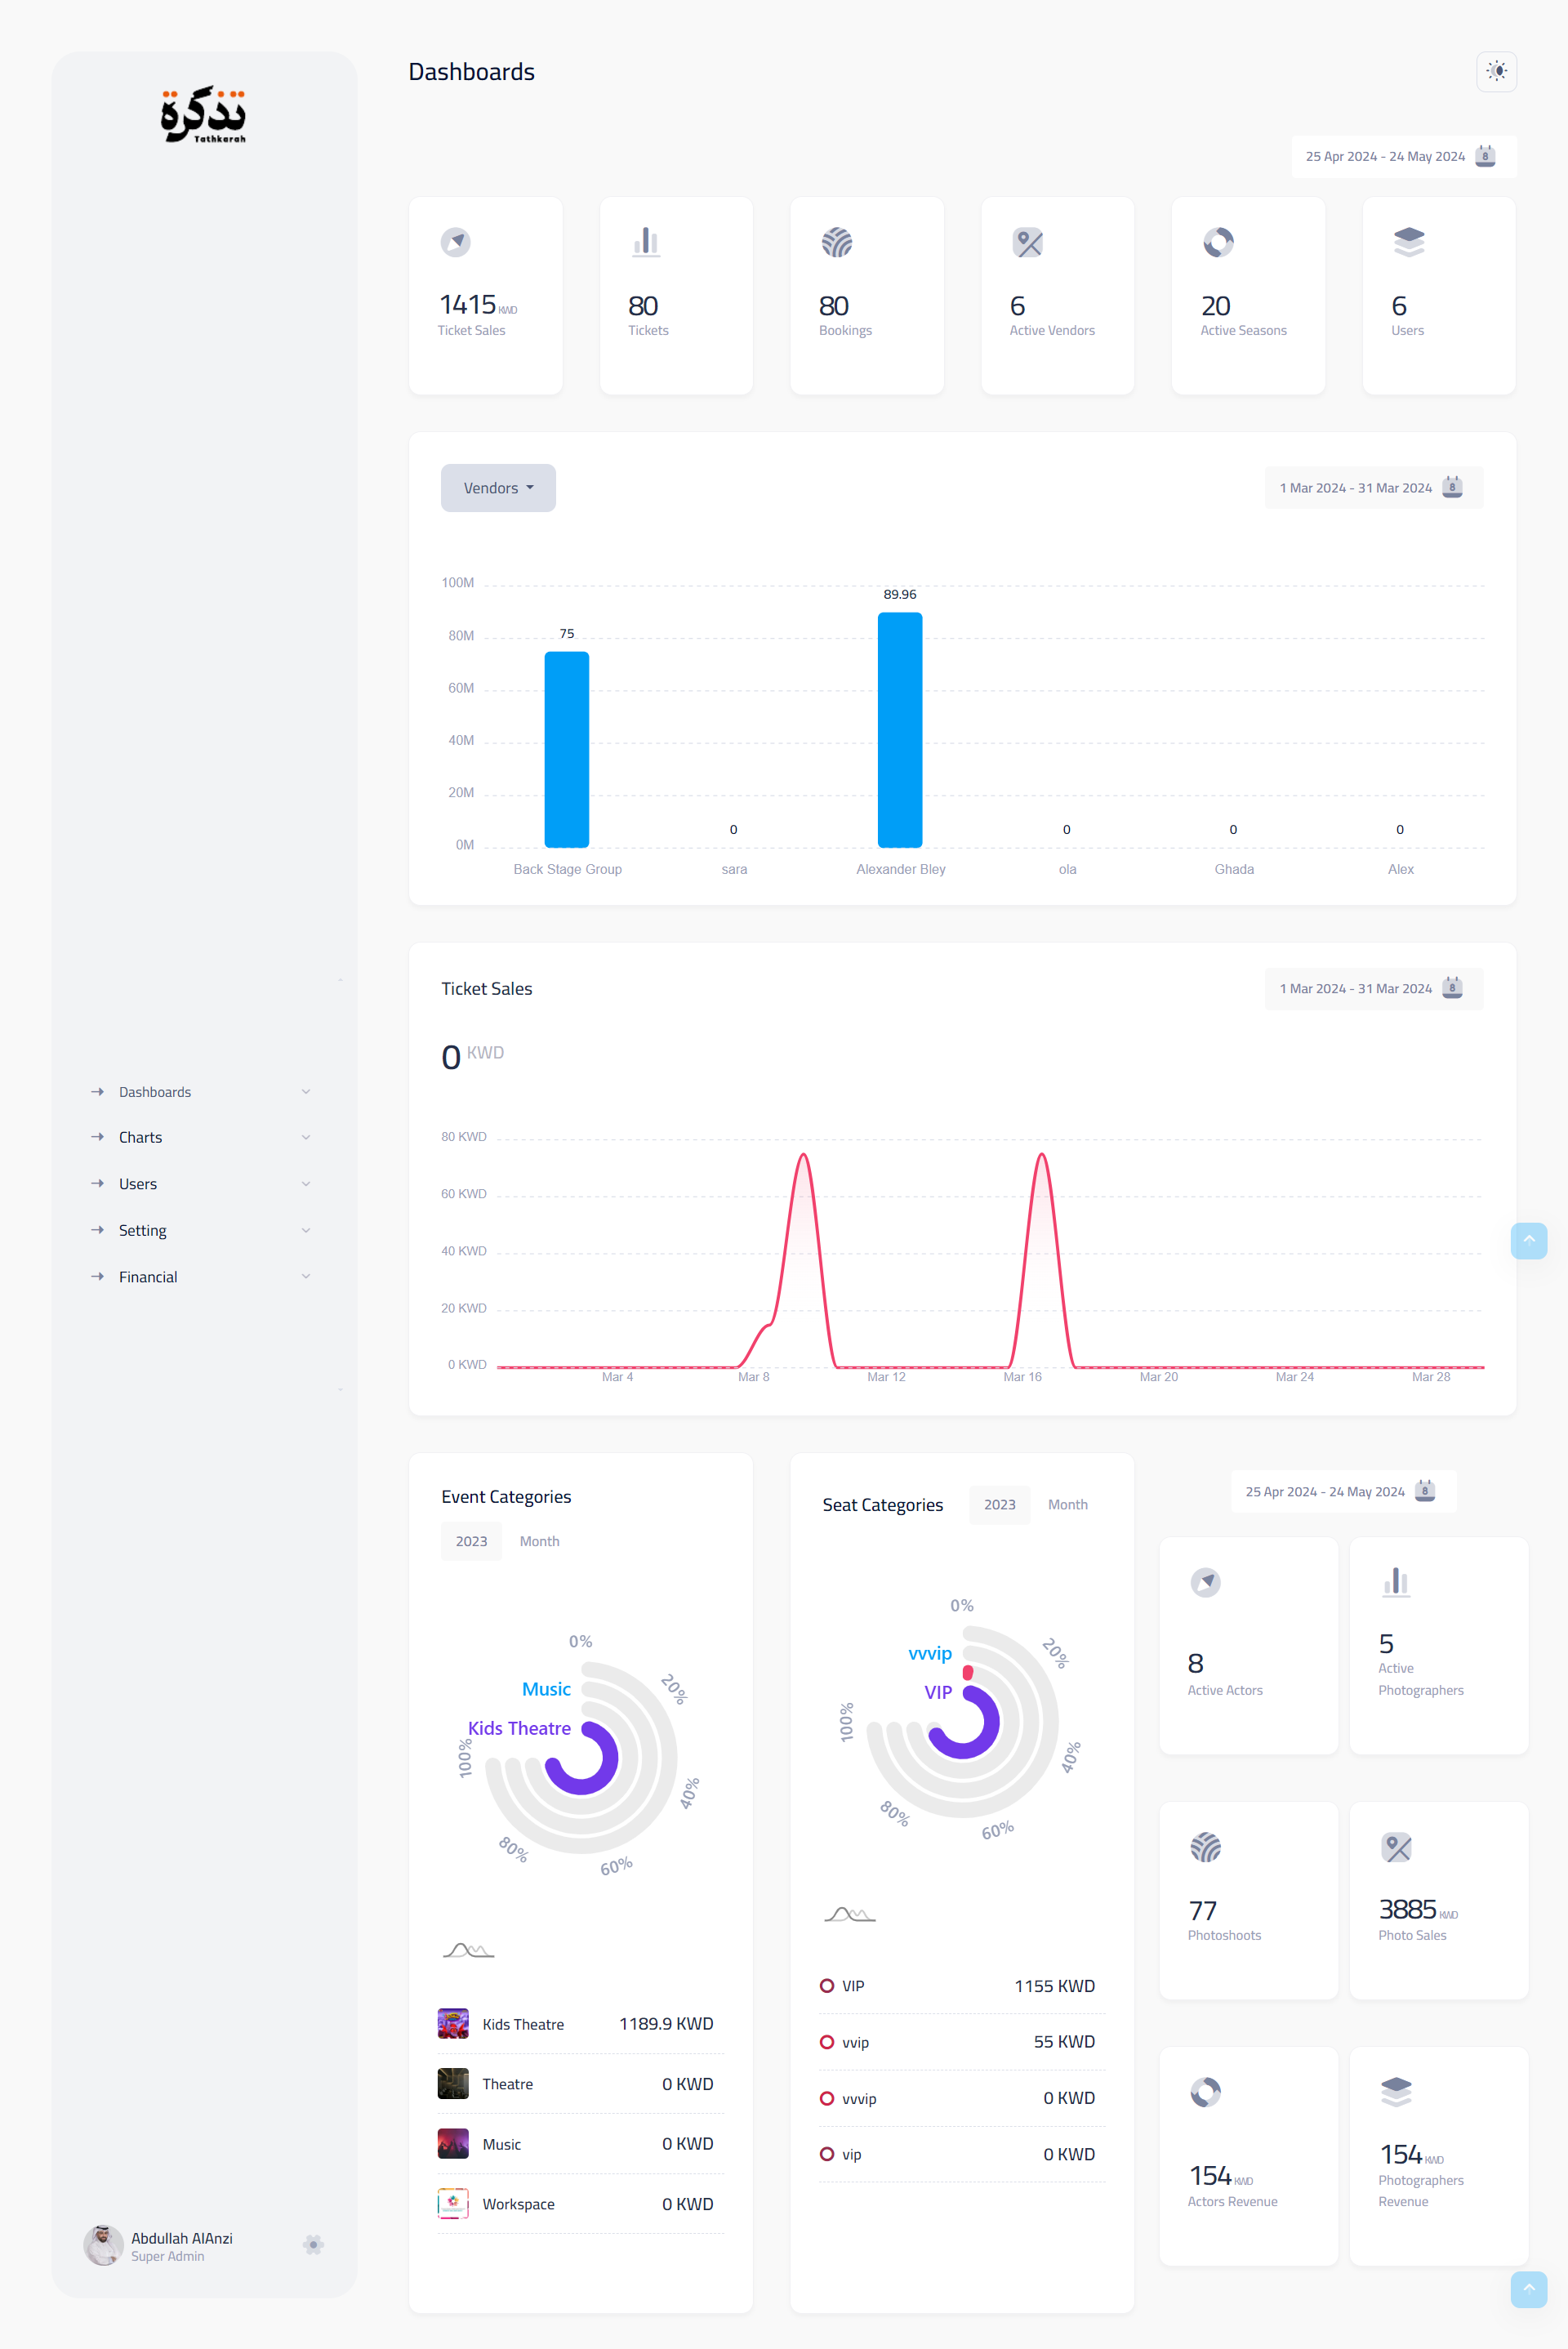 تذكرة
Tathkarah
Dashboards
25 Apr 2024 - 24 May 2024
8
1415 KWD
Ticket Sales
80
Tickets
80
Bookings
6
Active Vendors
20
Active Seasons
6
Users
Vendors
1 Mar 2024 - 31 Mar 2024
8
100M
80M
60M
40M
20M
0M
75
0
89.96
0
0
0
Back Stage Group
sara
Alexander Bley
ola
Ghada
Alex
Ticket Sales
1 Mar 2024 - 31 Mar 2024
8
0 KWD
80 KWD
60 KWD
40 KWD
20 KWD
0 KWD
Mar 4
Mar 8
Mar 12
Mar 16
Mar 20
Mar 24
Mar 28
Dashboards
Charts
Users
Setting
Financial
Event Categories
2023
Month
0%
20%
40%
60%
80%
100%
Music
Kids Theatre
Kids Theatre
1189.9 KWD
Theatre
0 KWD
Music
0 KWD
Workspace
0 KWD
Seat Categories
2023
Month
0%
20%
40%
60%
80%
100%
vvvip
VIP
VIP
1155 KWD
vvip
55 KWD
vvvip
0 KWD
vip
0 KWD
25 Apr 2024 - 24 May 2024
8
8
Active Actors
5
Active
Photographers
77
Photoshoots
3885 KWD
Photo Sales
154 KWD
Actors Revenue
154 KWD
Photographers
Revenue
Abdullah AlAnzi
Super Admin